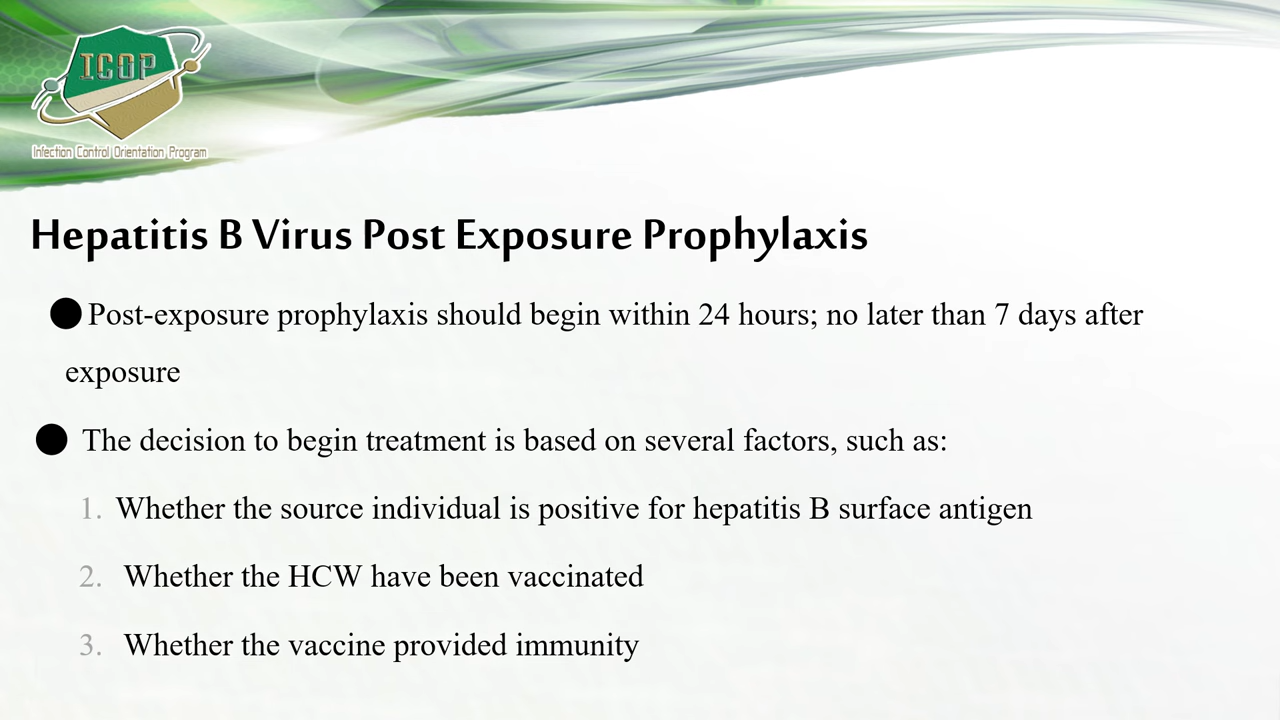 ICOP
Infection Control Orientation Program
Hepatitis B Virus Post Exposure Prophylaxis
● Post-exposure prophylaxis should begin within 24 hours; no later than 7 days after
exposure
● The decision to begin treatment is based on several factors, such as:
1. Whether the source individual is positive for hepatitis B surface antigen
2. Whether the HCW have been vaccinated
3. Whether the vaccine provided immunity